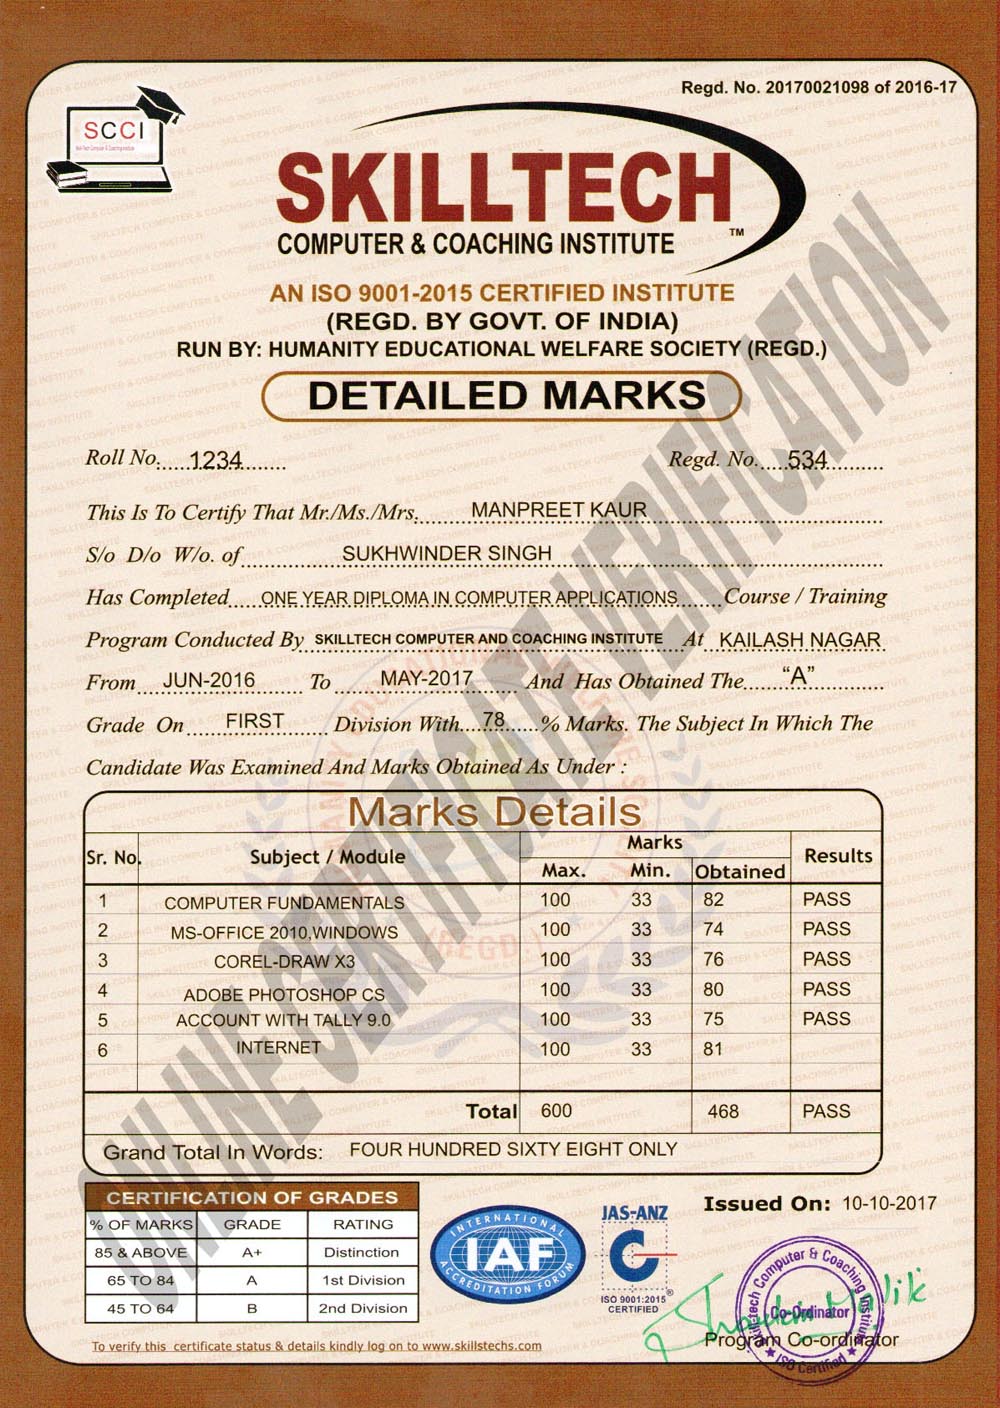 Regd. No. 20170021098 of 2016-17
SCCI
SKILLTECH
COMPUTER & COACHING INSTITUTE ™
AN ISO 9001-2015 CERTIFIED INSTITUTE
(REGD. BY GOVT. OF INDIA)
RUN BY: HUMANITY EDUCATIONAL WELFARE SOCIETY (REGD.)
DETAILED MARKS
Roll No. 1234 Regd. No. 534
This Is To Certify That Mr./Ms./Mrs. MANPREET KAUR
S/o D/o W/o. of SUKHWINDER SINGH
Has Completed ONE YEAR DIPLOMA IN COMPUTER APPLICATIONS Course / Training
Program Conducted By SKILLTECH COMPUTER AND COACHING INSTITUTE At KAILASH NAGAR
From JUN-2016 To MAY-2017 And Has Obtained The “A”
Grade On FIRST Division With 78 % Marks. The Subject In Which The
Candidate Was Examined And Marks Obtained As Under :
Marks Details
Sr. No. Subject / Module Marks Results
Max. Min. Obtained
1 COMPUTER FUNDAMENTALS 100 33 82 PASS
2 MS-OFFICE 2010,WINDOWS 100 33 74 PASS
3 COREL-DRAW X3 100 33 76 PASS
4 ADOBE PHOTOSHOP CS 100 33 80 PASS
5 ACCOUNT WITH TALLY 9.0 100 33 75 PASS
6 INTERNET 100 33 81
Total 600 468 PASS
Grand Total In Words: FOUR HUNDRED SIXTY EIGHT ONLY
ONLINE CERTIFICATE VERIFICATION
CERTIFICATION OF GRADES
% OF MARKS GRADE RATING
85 & ABOVE A+ Distinction
65 TO 84 A 1st Division
45 TO 64 B 2nd Division
INTERNATIONAL
IAF
ACCREDITATION FORUM
JAS-ANZ
C
ISO 9001:2015
CERTIFIED
Issued On: 10-10-2017
Skill-tech Computer & Coaching Institute
Co-Ordinator
ISO Certified
Program Co-ordinator
To verify this certificate status & details kindly log on to www.skillstechs.com